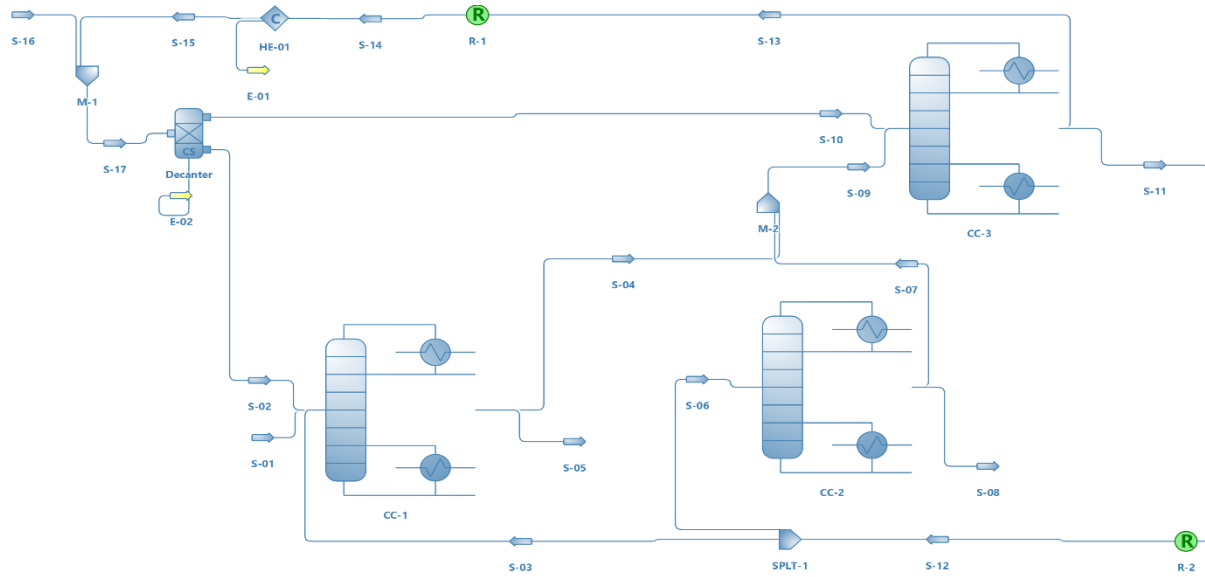 S-16
S-15
C
HE-01
S-14
R
R-1
S-13
E-01
M-1
S-17
CS
Decanter
E-02
S-10
S-09
S-11
M-2
CC-3
S-04
S-07
S-02
S-01
S-05
CC-1
S-06
CC-2
S-08
S-03
SPLT-1
S-12
R
R-2